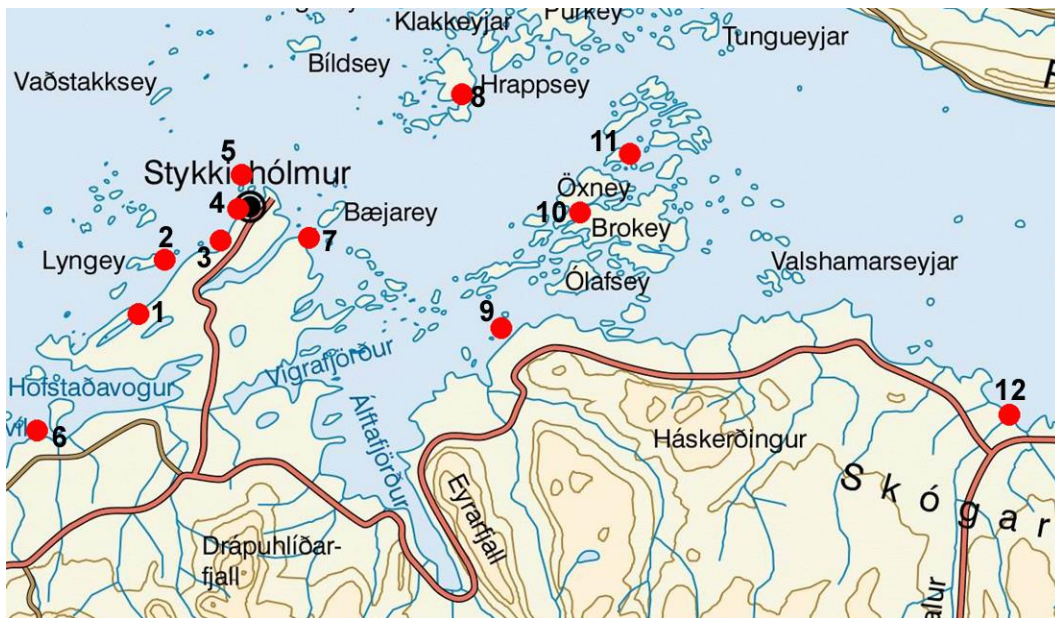 Klakkeyjar
Purkey
Tungueyjar
Bíldsey
Vaðstakksey
Hrappsey
8
11
5
Stykkishólmur
Öxney
4
Bæjarey
10
Brokey
3
7
2
Lyngey
Valshamarseyjar
Ólafsey
9
1
Vigrafjörður
Hofstaðavogur
12
Álftafjörður
6
Háskerðingur
Skógar
Eyrarfjall
Drápuhlíðar-
fjall